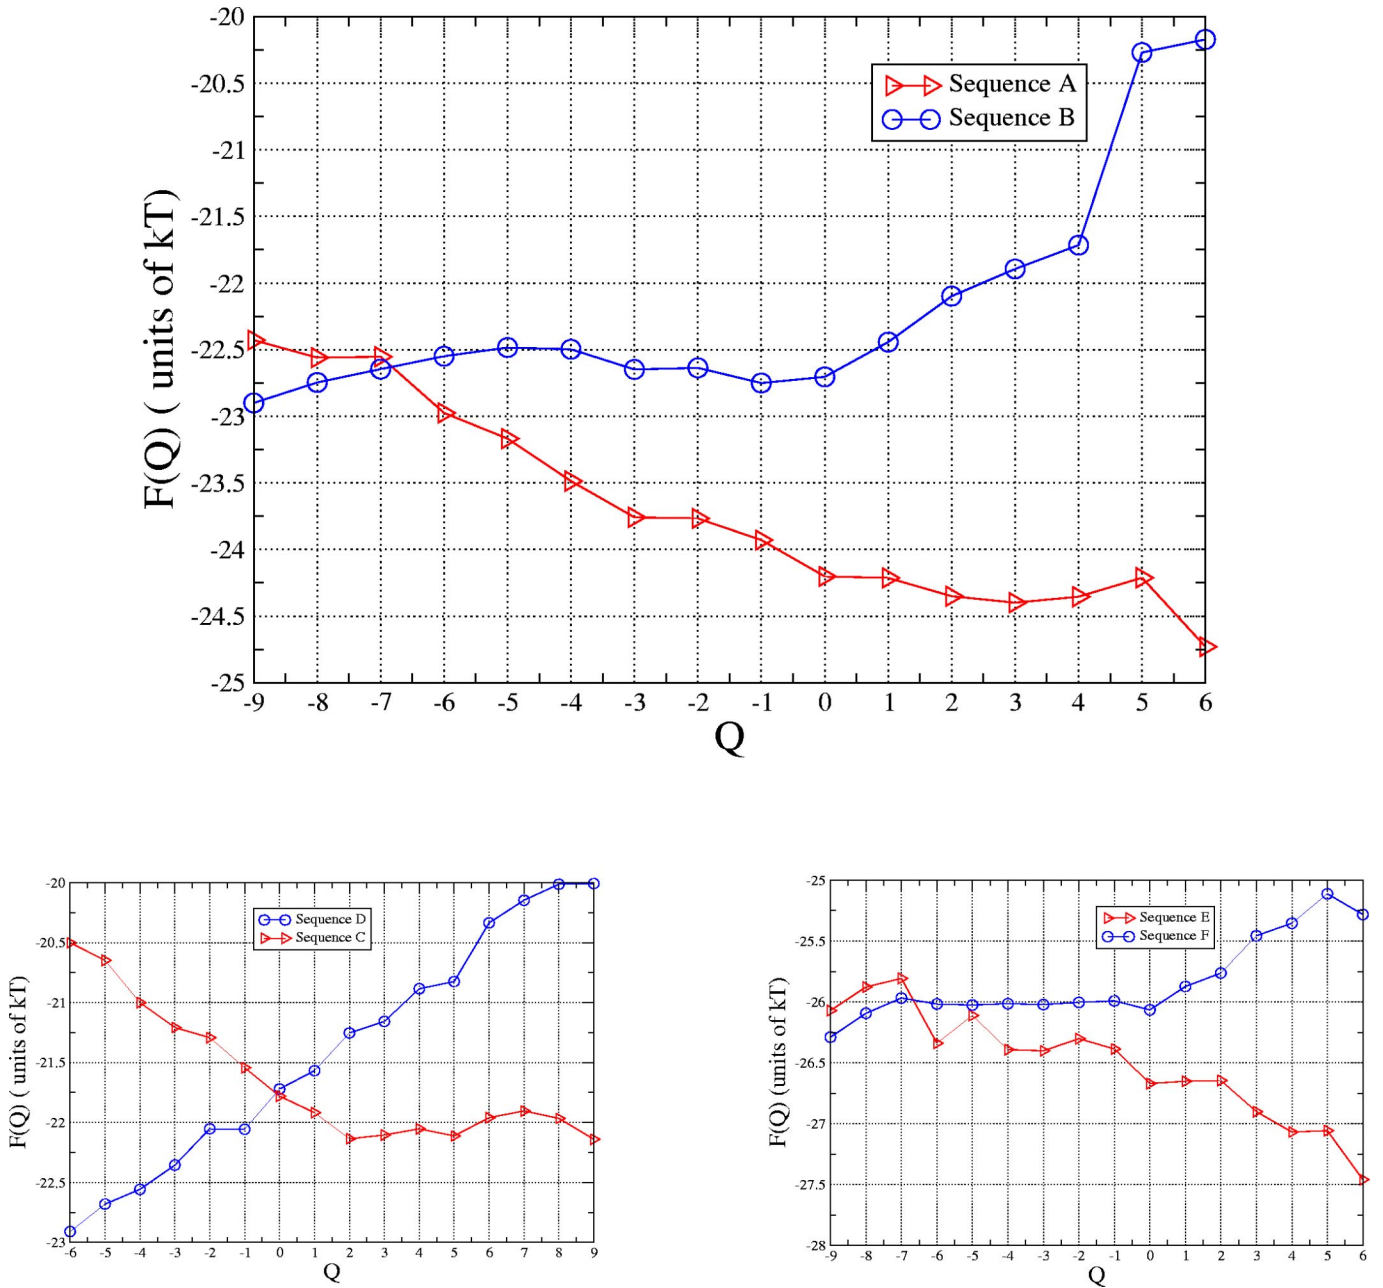 -20
-20.5
-21
-21.5
-22
-22.5
-23
-23.5
-24
-24.5
-25
F(Q) ( units of kT)
Sequence A
Sequence B
-9 -8 -7 -6 -5 -4 -3 -2 -1 0 1 2 3 4 5 6
Q
-20
-20.5
-21
-21.5
-22
-22.5
-23
F(Q) ( units of kT)
Sequence D
Sequence C
-6 -5 -4 -3 -2 -1 0 1 2 3 4 5 6 7 8 9
Q
-25
-25.5
-26
-26.5
-27
-27.5
-28
F(Q) (units of kT)
Sequence E
Sequence F
-9 -8 -7 -6 -5 -4 -3 -2 -1 0 1 2 3 4 5 6
Q